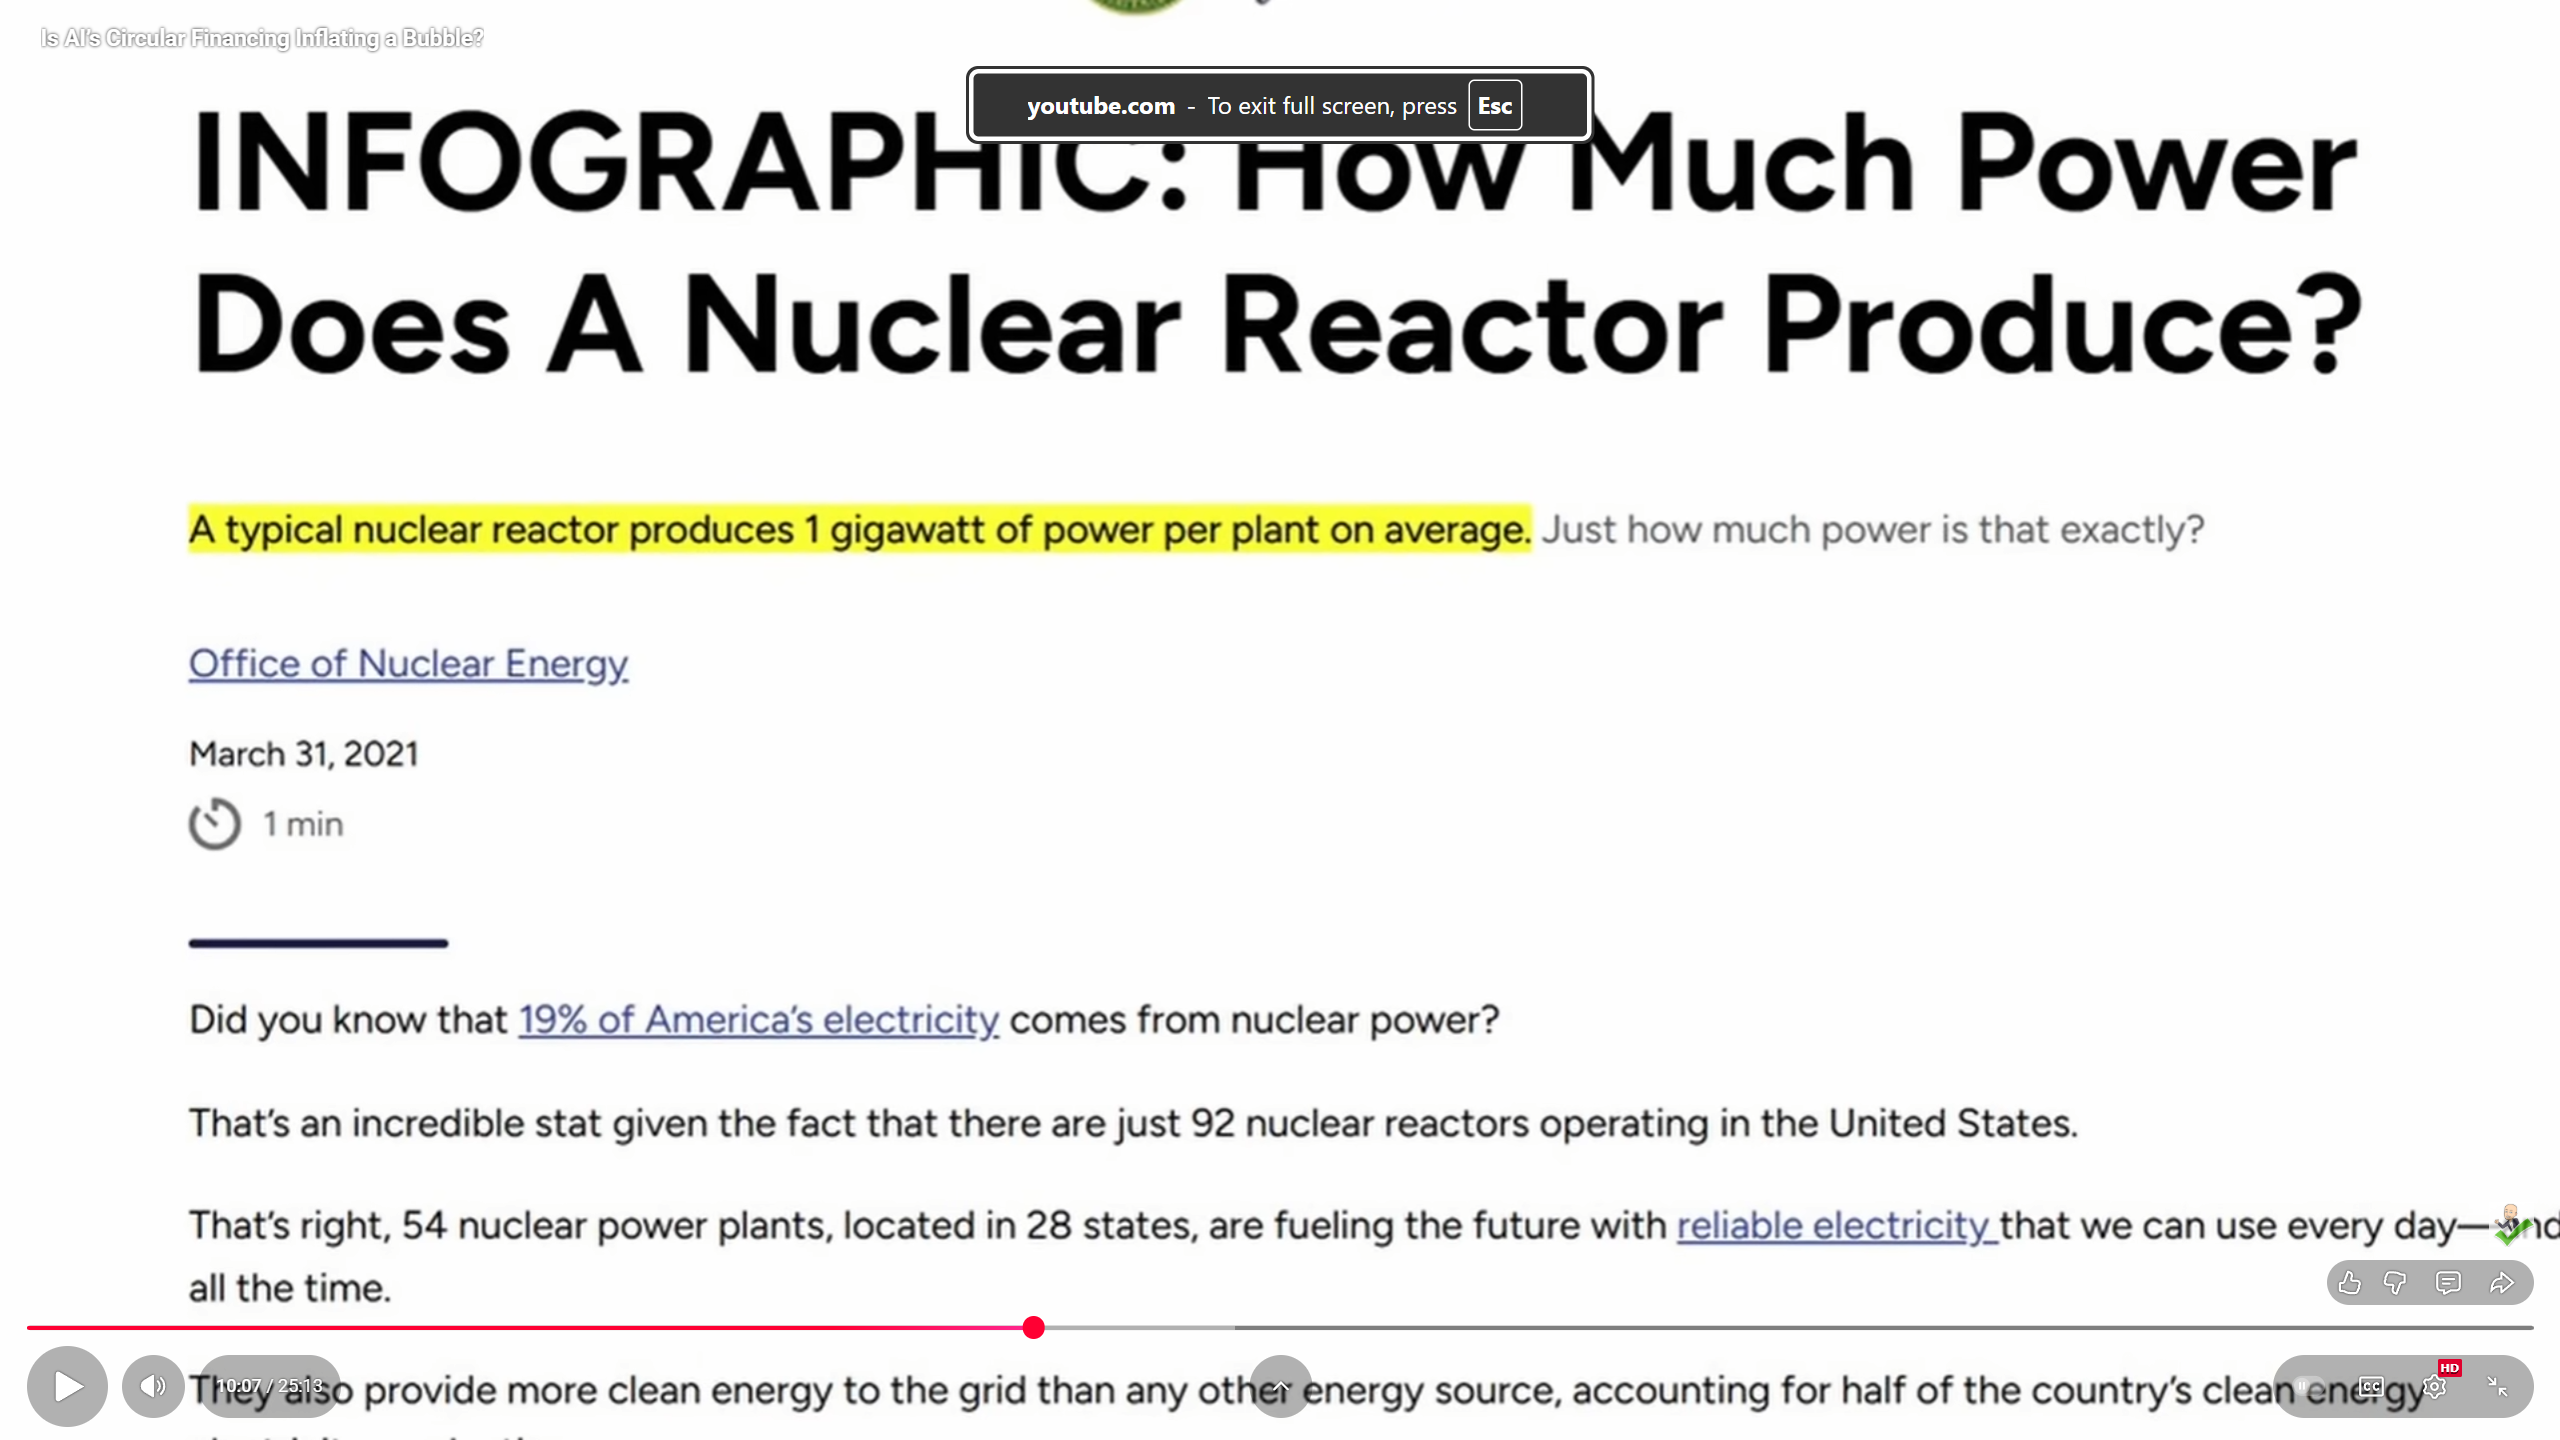 Is AI's Circular Financing Inflating a Bubble?
youtube.com - To exit full screen, press Esc
INFOGRAPHIC: How Much Power
Does A Nuclear Reactor Produce?
A typical nuclear reactor produces 1 gigawatt of power per plant on average. Just how much power is that exactly?
Office of Nuclear Energy
March 31, 2021
1 min
Did you know that 19% of America's electricity comes from nuclear power?
That's an incredible stat given the fact that there are just 92 nuclear reactors operating in the United States.
That's right, 54 nuclear power plants, located in 28 states, are fueling the future with reliable electricity that we can use every day—
all the time.
They also provide more clean energy to the grid than any other energy source, accounting for half of the country's clean energy
10:07 / 25:13
CC
HD